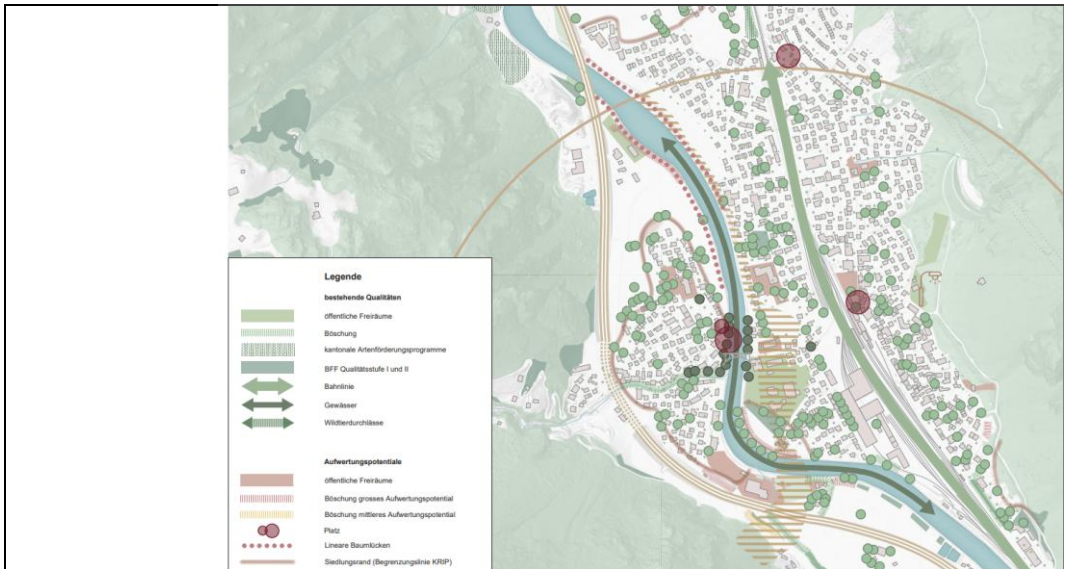 Legende
bestehende Qualitäten
öffentliche Freiräume
Böschung
kantonale Artenförderungsprogramme
BFF Qualitätsstufe I und II
Bahnlinie
Gewässer
Wildtierdurchlässe
Aufwertungspotentiale
öffentliche Freiräume
Böschung grosses Aufwertungspotential
Böschung mittleres Aufwertungspotential
Platz
Lineare Baumlücken
Siedlungsrand (Begrenzungslinie KRIP)